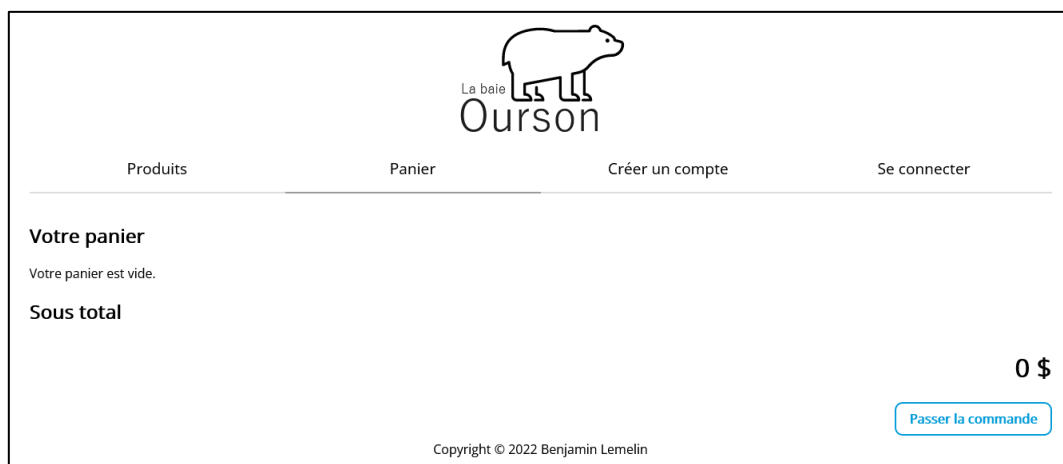 La baie
Ourson
Produits Panier Créer un compte Se connecter
Votre panier
Votre panier est vide.
Sous total
0 $
Passer la commande
Copyright © 2022 Benjamin Lemelin